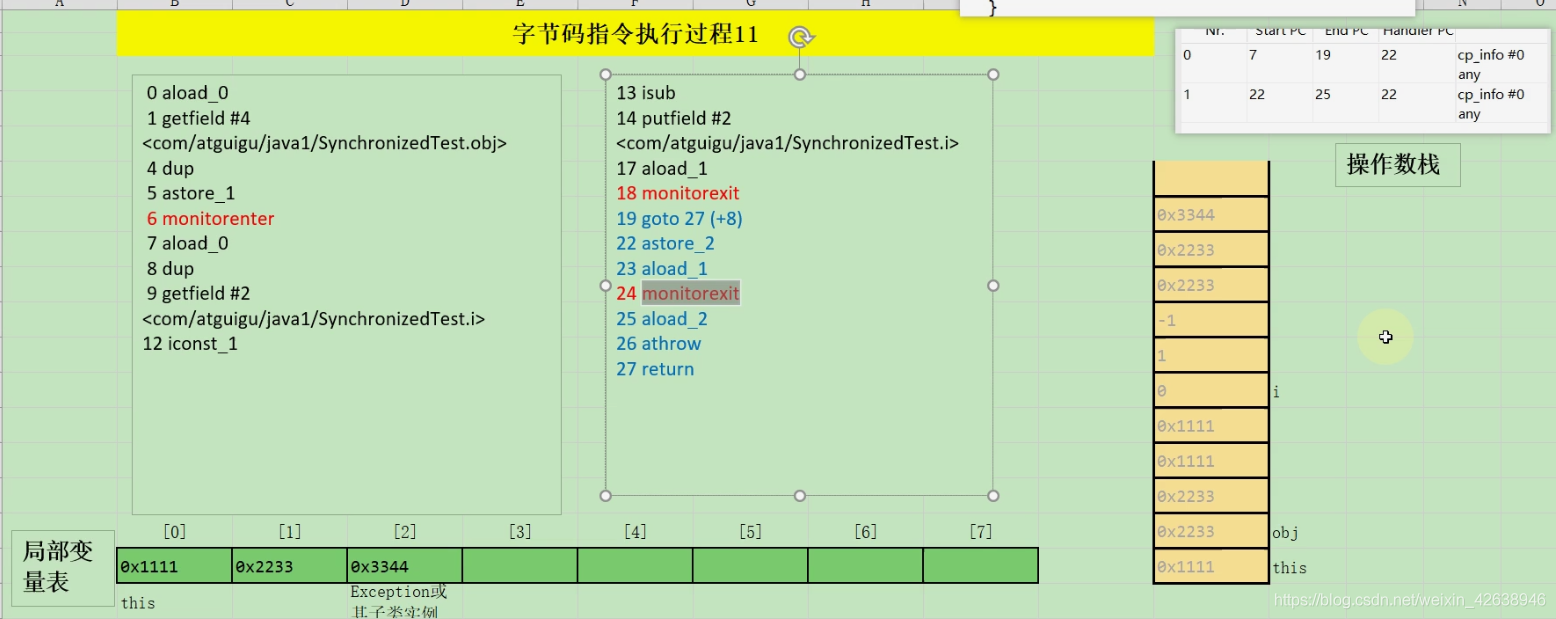 A B C D E F G H N O
}
字节码指令执行过程11
Nr. Start PC End PC Handler PC
0 7 19 22 cp_info #0
any
1 22 25 22 cp_info #0
any
0 aload_0
1 getfield #4
<com/atguigu/java1/SynchronizedTest.obj>
4 dup
5 astore_1
6 monitorenter
7 aload_0
8 dup
9 getfield #2
<com/atguigu/java1/SynchronizedTest.i>
12 iconst_1
13 isub
14 putfield #2
<com/atguigu/java1/SynchronizedTest.i>
17 aload_1
18 monitorexit
19 goto 27 (+8)
22 astore_2
23 aload_1
24 monitorexit
25 aload_2
26 athrow
27 return
操作数栈
0x3344
0x2233
0x2233
-1
1
0 i
0x1111
0x1111
0x2233
0x2233 obj
0x1111 this
[0] [1] [2] [3] [4] [5] [6] [7]
局部变
量表
0x1111 0x2233 0x3344
this
Exception或
其子类实例
https://blog.csdn.net/weixin_42638946